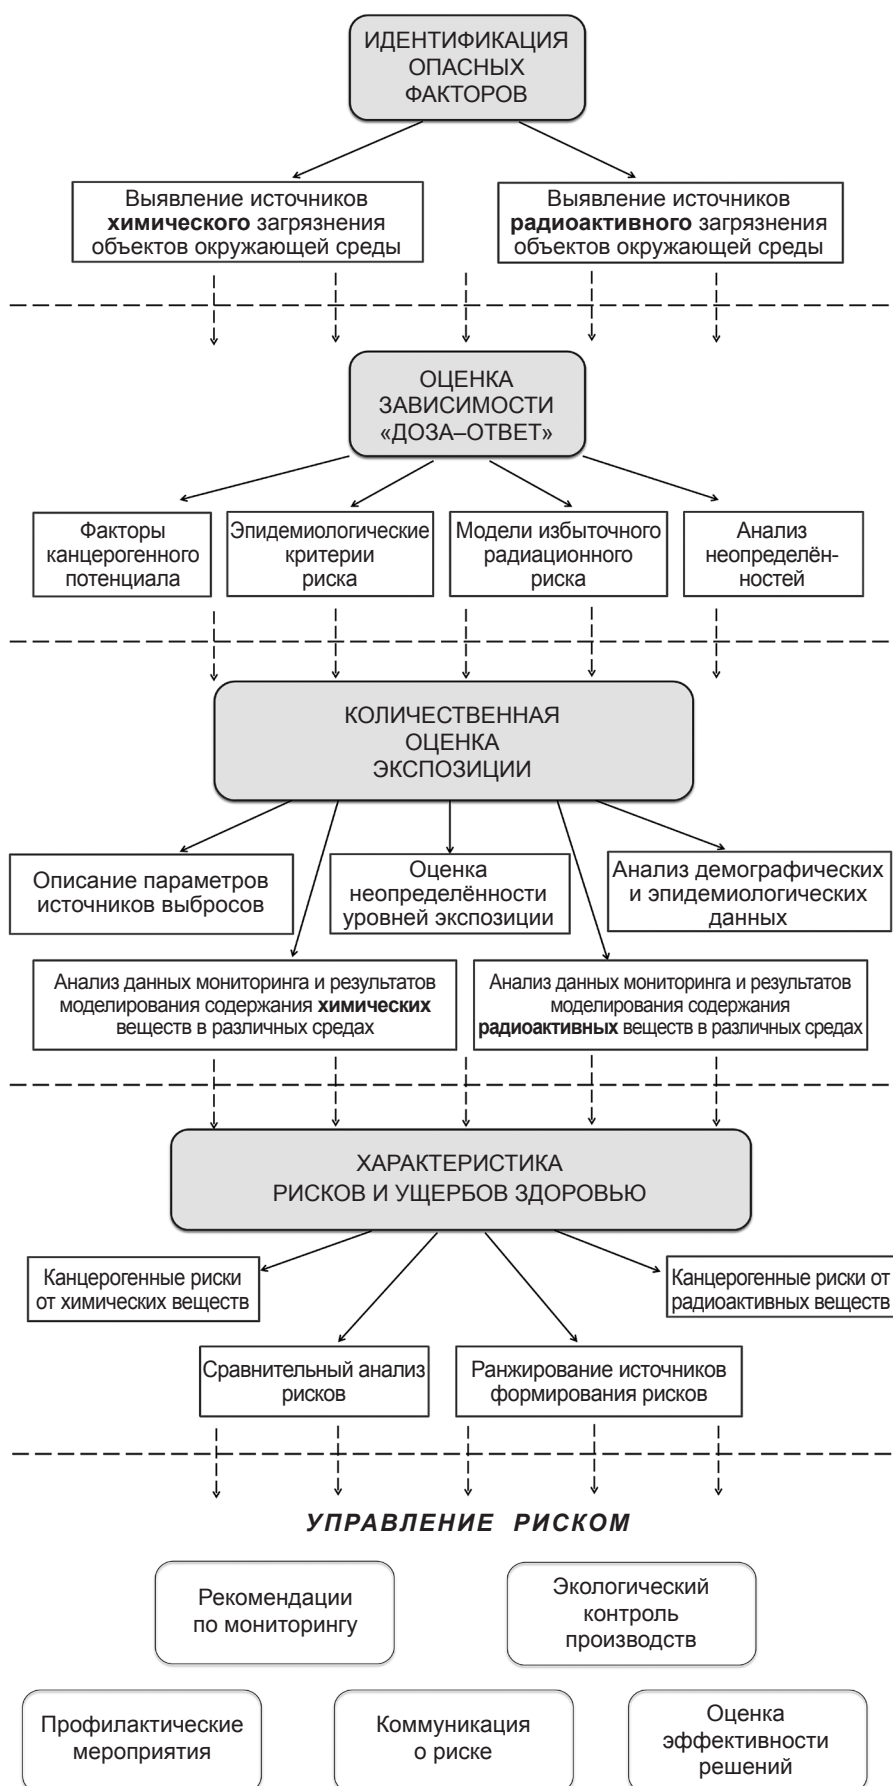 ИДЕНТИФИКАЦИЯ
ОПАСНЫХ
ФАКТОРОВ
Выявление источников
химического загрязнения
объектов окружающей среды
Выявление источников
радиоактивного загрязнения
объектов окружающей среды
ОЦЕНКА
ЗАВИСИМОСТИ
«ДОЗА–ОТВЕТ»
Факторы
канцерогенного
потенциала
Эпидемиологические
критерии
риска
Модели избыточного
радиационного
риска
Анализ
неопределён-
ностей
КОЛИЧЕСТВЕННАЯ
ОЦЕНКА
ЭКСПОЗИЦИИ
Описание параметров
источников выбросов
Оценка
неопределённости
уровней экспозиции
Анализ демографических
и эпидемиологических
данных
Анализ данных мониторинга и результатов
моделирования содержания химических
веществ в различных средах
Анализ данных мониторинга и результатов
моделирования содержания
радиоактивных веществ в различных средах
ХАРАКТЕРИСТИКА
РИСКОВ И УЩЕРБОВ ЗДОРОВЬЮ
Канцерогенные риски
от химических веществ
Канцерогенные риски от
радиоактивных веществ
Сравнительный анализ
рисков
Ранжирование источников
формирования рисков
УПРАВЛЕНИЕ РИСКОМ
Рекомендации
по мониторингу
Экологический
контроль
производств
Профилактические
мероприятия
Коммуникация
о риске
Оценка
эффективности
решений